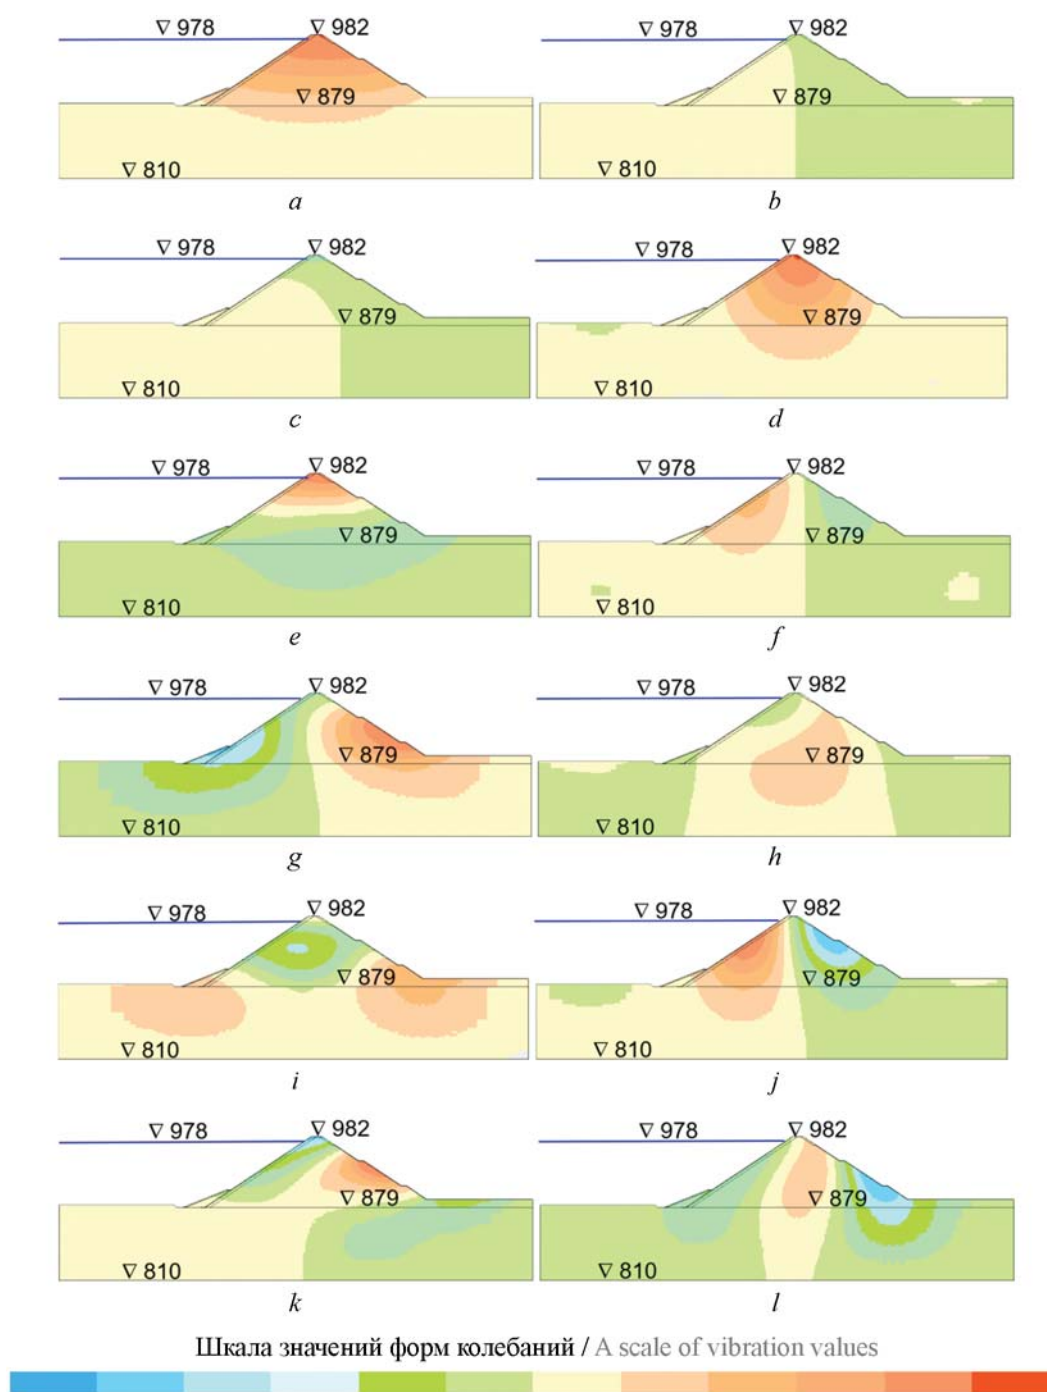 ∇ 978 ∇ 982 ∇ 978 ∇ 982
∇ 879 ∇ 879
∇ 810 ∇ 810
a b
∇ 978 ∇ 982 ∇ 978 ∇ 982
∇ 879 ∇ 879
∇ 810 ∇ 810
c d
∇ 978 ∇ 982 ∇ 978 ∇ 982
∇ 879 ∇ 879
∇ 810 ∇ 810
e f
∇ 978 ∇ 982 ∇ 978 ∇ 982
∇ 879 ∇ 879
∇ 810 ∇ 810
g h
∇ 978 ∇ 982 ∇ 978 ∇ 982
∇ 879 ∇ 879
∇ 810 ∇ 810
i j
∇ 978 ∇ 982 ∇ 978 ∇ 982
∇ 879 ∇ 879
∇ 810 ∇ 810
k l
Шкала значений форм колебаний / A scale of vibration values